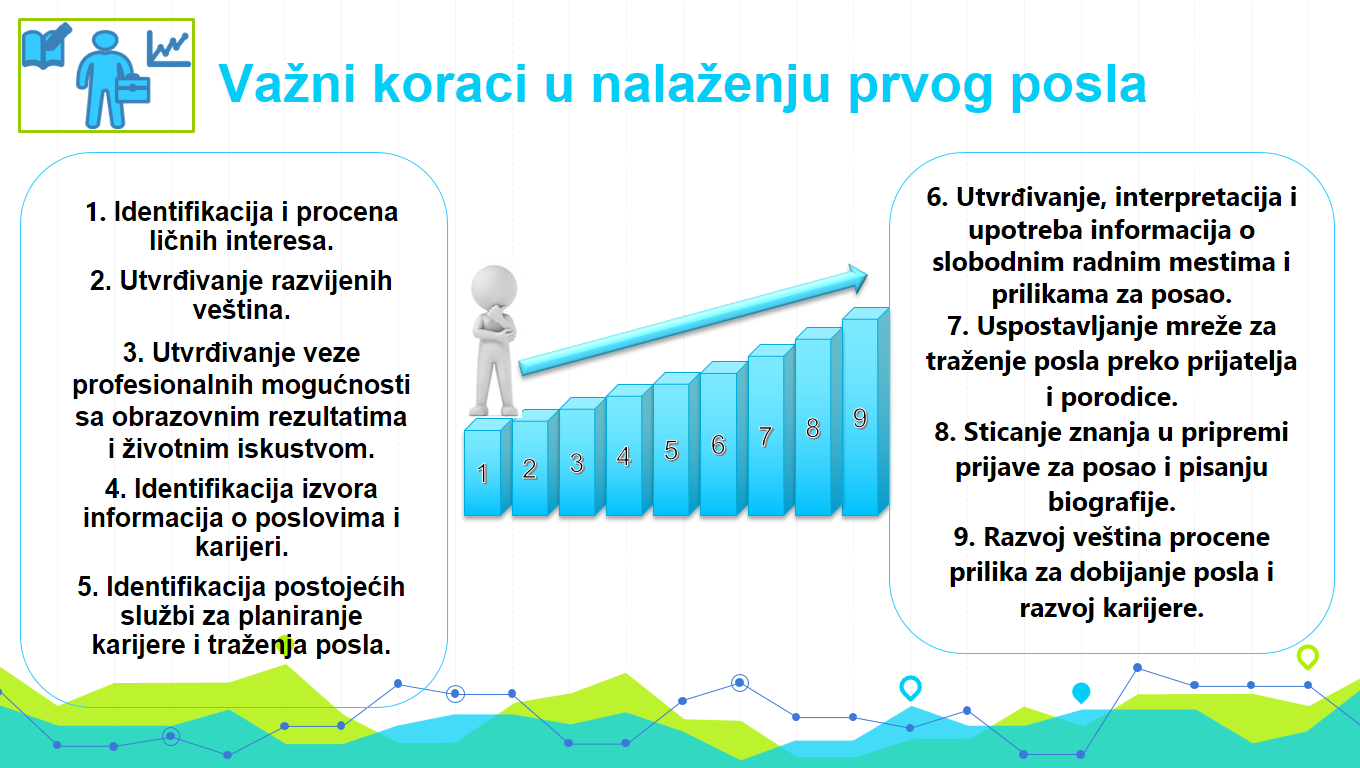 Važni koraci u nalaženju prvog posla
1. Identifikacija i procena
ličnih interesa.
2. Utvrđivanje razvijenih
veština.
3. Utvrđivanje veze
profesionalnih mogućnosti
sa obrazovnim rezultatima
i životnim iskustvom.
4. Identifikacija izvora
informacija o poslovima i
karijeri.
5. Identifikacija postojećih
službi za planiranje
karijere i traženja posla.
1
2
3
4
5
6
7
8
9
6. Utvrđivanje, interpretacija i
upotreba informacija o
slobodnim radnim mestima i
prilikama za posao.
7. Uspostavljanje mreže za
traženje posla preko prijatelja
i porodice.
8. Sticanje znanja u pripremi
prijave za posao i pisanju
biografije.
9. Razvoj veština procene
prilika za dobijanje posla i
razvoj karijere.